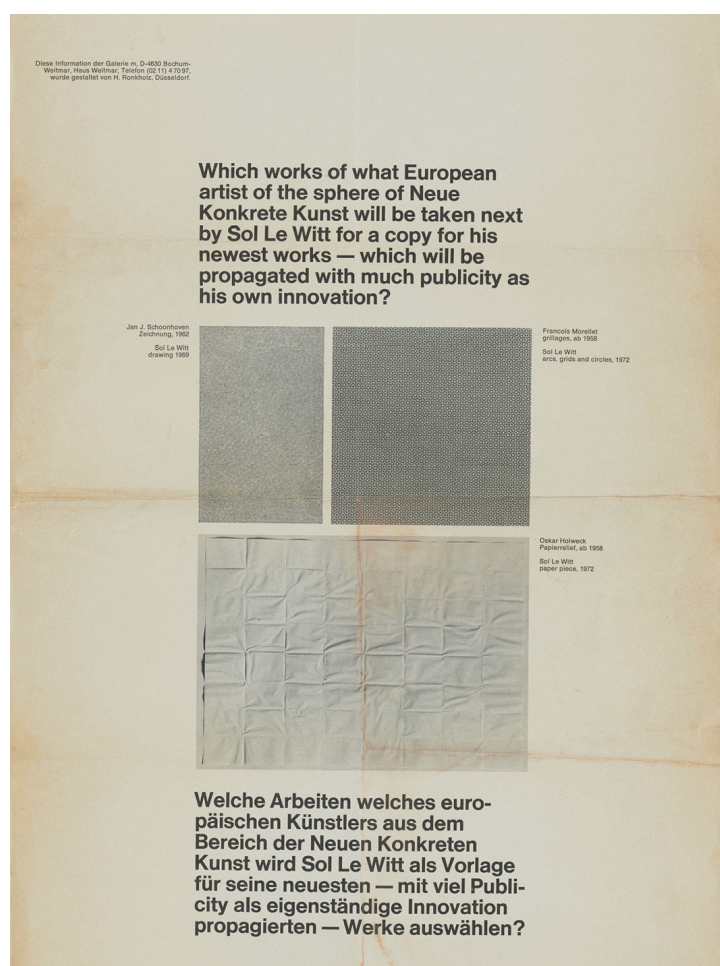 Diese Information der Galerie m, D-4630 Bochum-
Weitmar, Haus Weitmar, Telefon (02 11) 4 70 97,
wurde gestaltet von H. Ronkholz, Düsseldorf.
Which works of what European
artist of the sphere of Neue
Konkrete Kunst will be taken next
by Sol Le Witt for a copy for his
newest works — which will be
propagated with much publicity as
his own innovation?
Jan J. Schoonhoven
Zeichnung, 1962
Sol Le Witt
drawing 1969
Francois Morellet
grillages, ab 1958
Sol Le Witt
arcs, grids and circles, 1972
Oskar Holweck
Papierrelief, ab 1958
Sol Le Witt
paper piece, 1972
Welche Arbeiten welches euro-
päischen Künstlers aus dem
Bereich der Neuen Konkreten
Kunst wird Sol Le Witt als Vorlage
für seine neuesten — mit viel Publi-
city als eigenständige Innovation
propagierten — Werke auswählen?